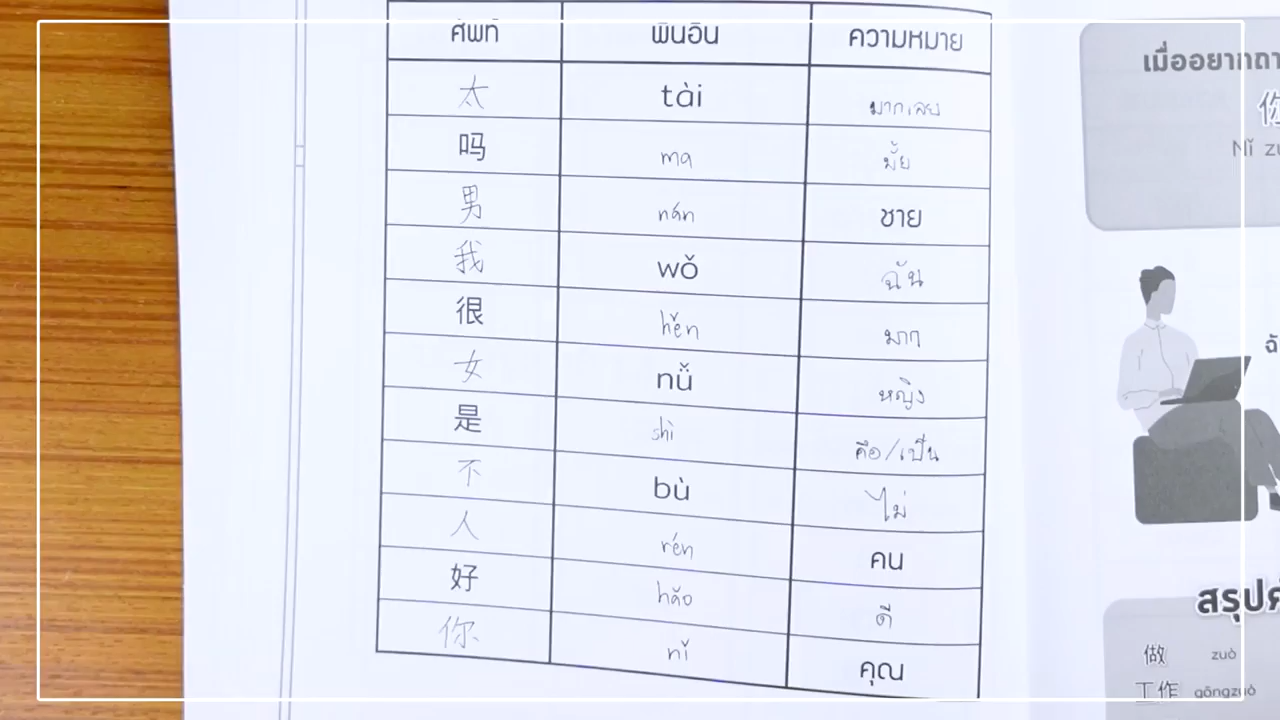 ศัพท์ พินอิน ความหมาย
太 tài มากเลย
吗 ma มั้ย
男 nán ชาย
我 wǒ ฉัน
很 hěn มาก
女 nǚ หญิง
是 shì คือ/เป็น
不 bù ไม่
人 rén คน
好 hǎo ดี
你 nǐ คุณ
เมื่ออยากถา
你
Nǐ zu
ฉั
สรุปค
做 zuò
工作 gōngzuò